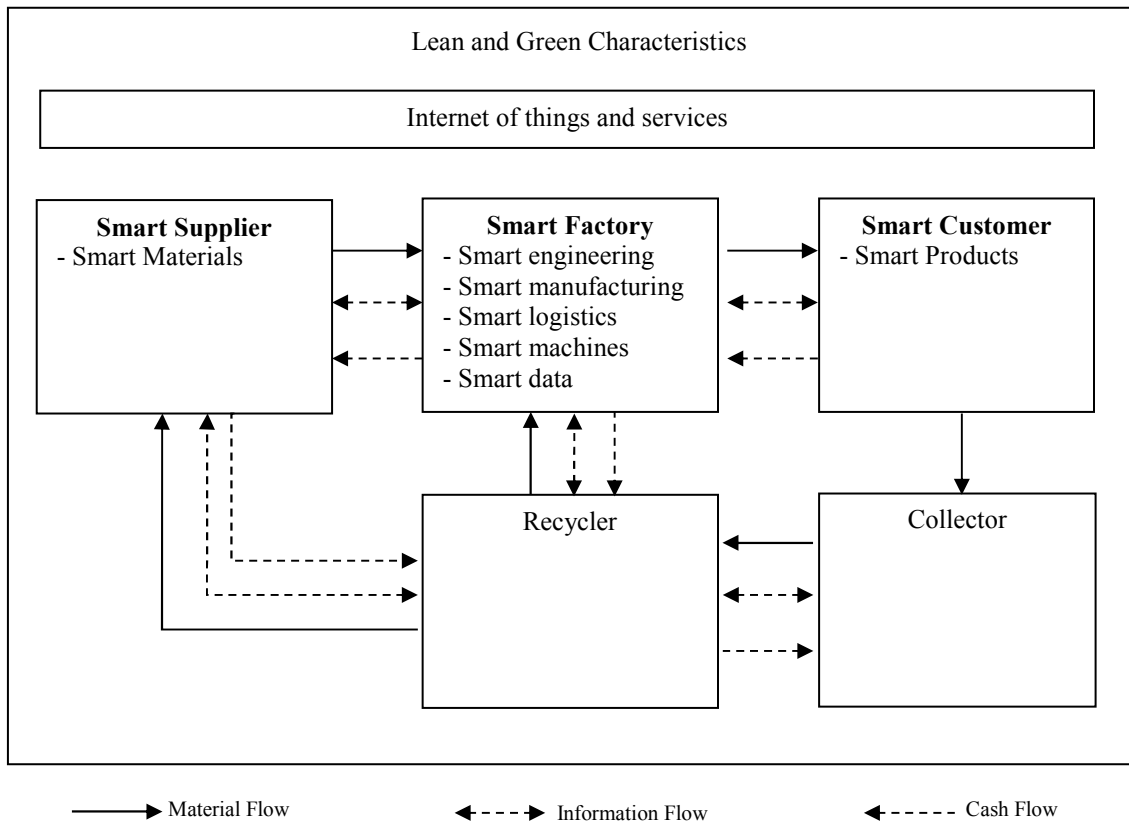 Lean and Green Characteristics
Internet of things and services
Smart Supplier
- Smart Materials
Smart Factory
- Smart engineering
- Smart manufacturing
- Smart logistics
- Smart machines
- Smart data
Smart Customer
- Smart Products
Recycler
Collector
Material Flow
Information Flow
Cash Flow